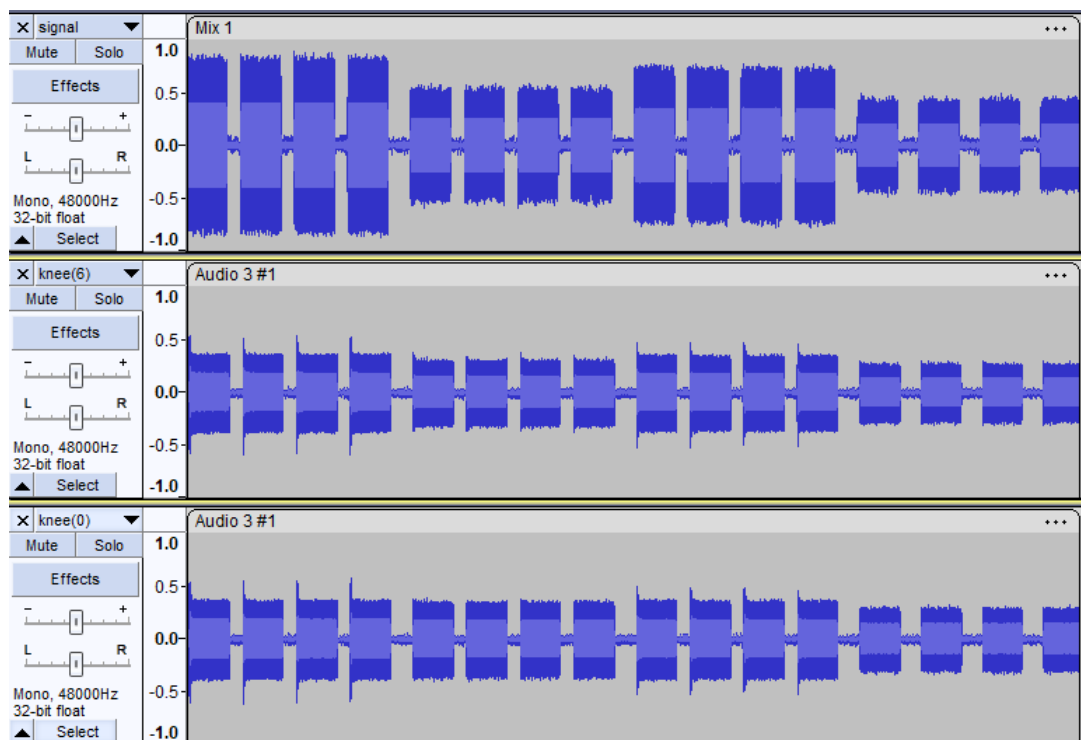 signal
Mix 1
...
Mute Solo
Effects
- +
L R
Mono, 48000Hz
32-bit float
Select
1.0
0.5-
0.0-
-0.5-
-1.0
knee(6)
Audio 3 #1
...
Mute Solo
Effects
- +
L R
Mono, 48000Hz
32-bit float
Select
1.0
0.5-
0.0-
-0.5-
-1.0
knee(0)
Audio 3 #1
...
Mute Solo
Effects
- +
L R
Mono, 48000Hz
32-bit float
Select
1.0
0.5-
0.0-
-0.5-
-1.0